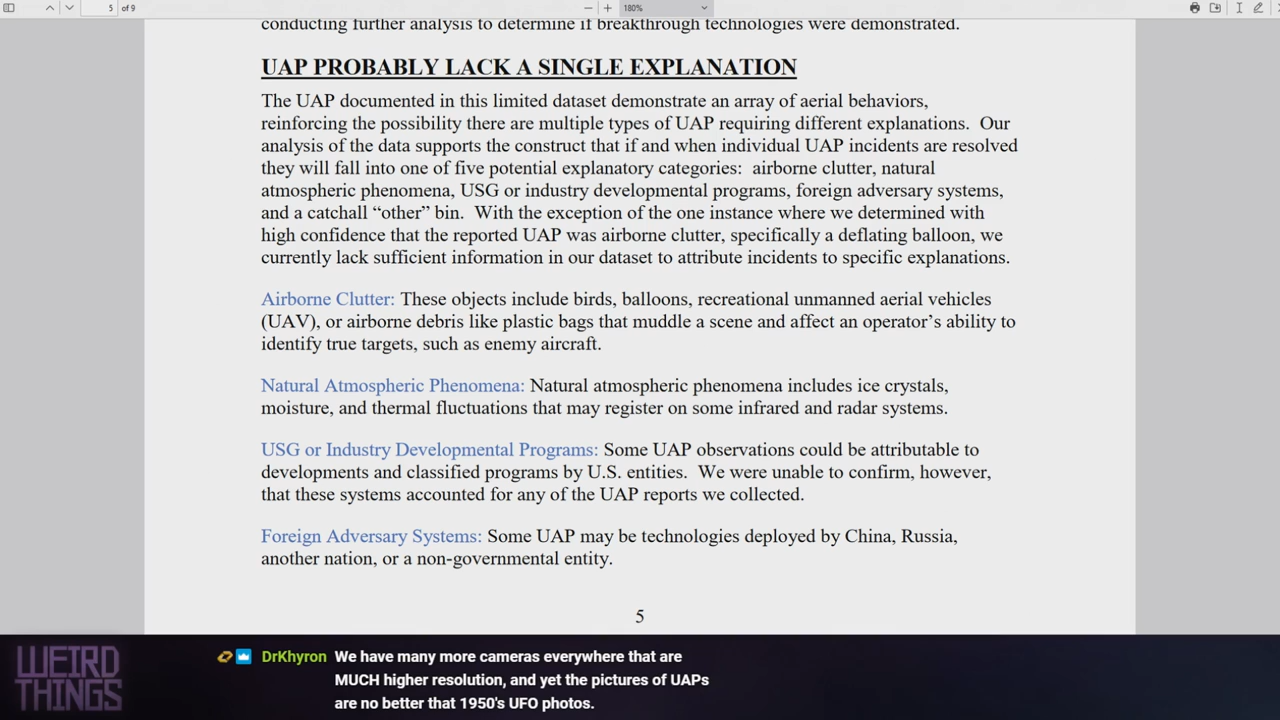 5 of 9
180%
conducting further analysis to determine if breakthrough technologies were demonstrated.
UAP PROBABLY LACK A SINGLE EXPLANATION
The UAP documented in this limited dataset demonstrate an array of aerial behaviors,
reinforcing the possibility there are multiple types of UAP requiring different explanations. Our
analysis of the data supports the construct that if and when individual UAP incidents are resolved
they will fall into one of five potential explanatory categories: airborne clutter, natural
atmospheric phenomena, USG or industry developmental programs, foreign adversary systems,
and a catchall “other” bin. With the exception of the one instance where we determined with
high confidence that the reported UAP was airborne clutter, specifically a deflating balloon, we
currently lack sufficient information in our dataset to attribute incidents to specific explanations.
Airborne Clutter: These objects include birds, balloons, recreational unmanned aerial vehicles
(UAV), or airborne debris like plastic bags that muddle a scene and affect an operator’s ability to
identify true targets, such as enemy aircraft.
Natural Atmospheric Phenomena: Natural atmospheric phenomena includes ice crystals,
moisture, and thermal fluctuations that may register on some infrared and radar systems.
USG or Industry Developmental Programs: Some UAP observations could be attributable to
developments and classified programs by U.S. entities. We were unable to confirm, however,
that these systems accounted for any of the UAP reports we collected.
Foreign Adversary Systems: Some UAP may be technologies deployed by China, Russia,
another nation, or a non-governmental entity.
5
WEIRD
THINGS
DrKhyron We have many more cameras everywhere that are
MUCH higher resolution, and yet the pictures of UAPs
are no better that 1950's UFO photos.